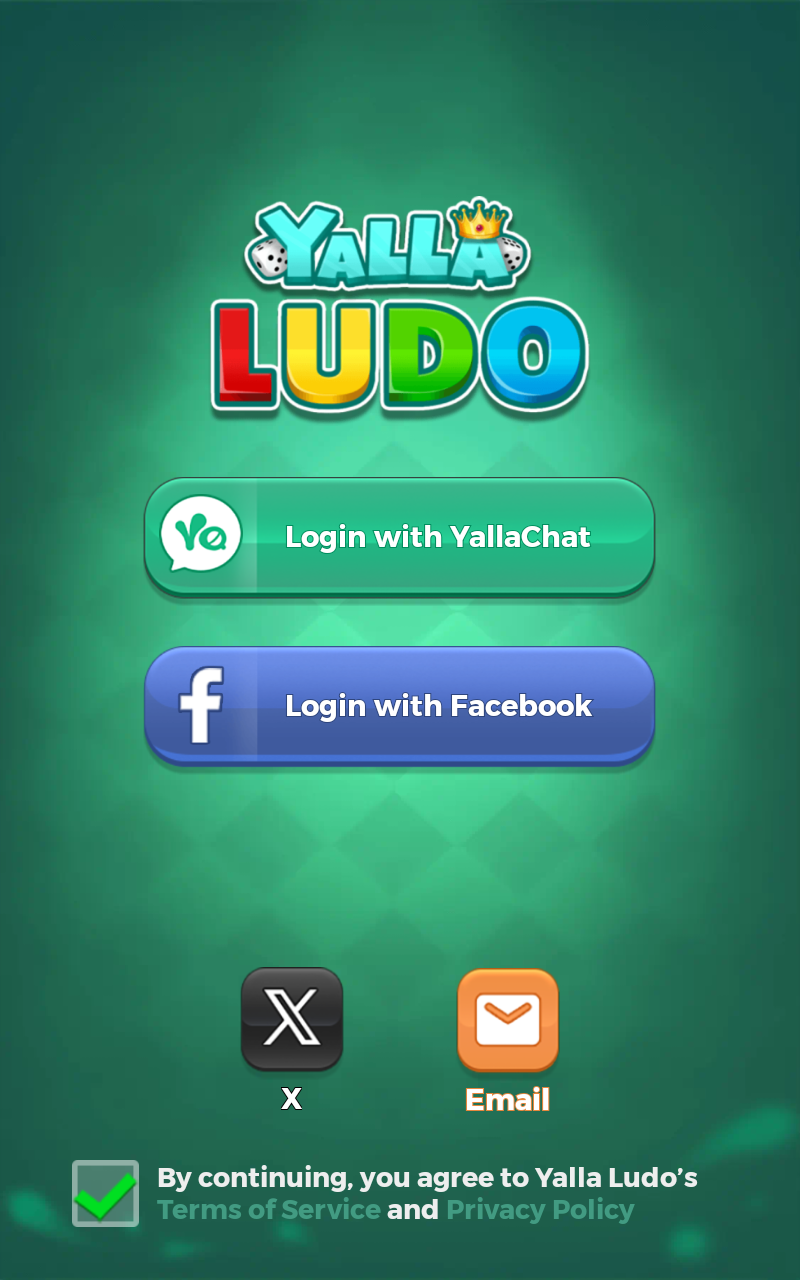 YALLA
LUDO
Login with YallaChat
Login with Facebook
X
Email
By continuing, you agree to Yalla Ludo’s
Terms of Service and Privacy Policy